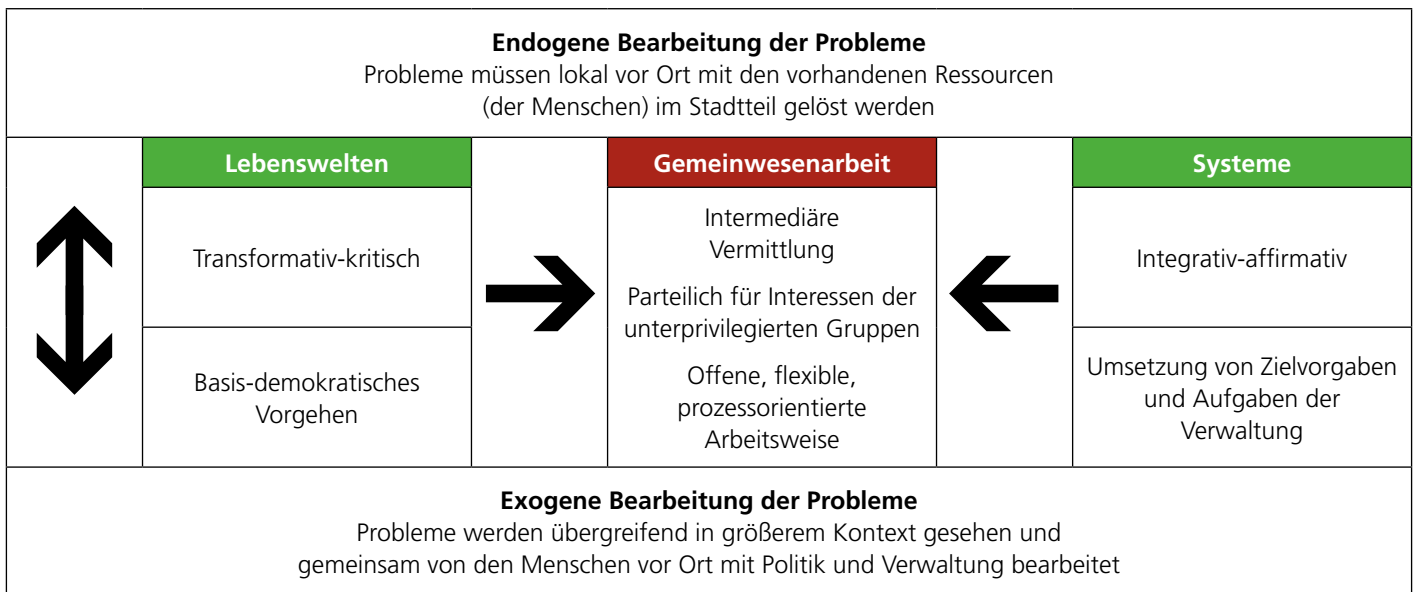 Endogene Bearbeitung der Probleme
Probleme müssen lokal vor Ort mit den vorhandenen Ressourcen
(der Menschen) im Stadtteil gelöst werden
Lebenswelten
Transformativ-kritisch
Basis-demokratisches
Vorgehen
Gemeinwesenarbeit
Intermediäre
Vermittlung
Parteilich für Interessen der
unterprivilegierten Gruppen
Offene, flexible,
prozessorientierte
Arbeitsweise
Systeme
Integrativ-affirmativ
Umsetzung von Zielvorgaben
und Aufgaben der
Verwaltung
Exogene Bearbeitung der Probleme
Probleme werden übergreifend in größerem Kontext gesehen und
gemeinsam von den Menschen vor Ort mit Politik und Verwaltung bearbeitet